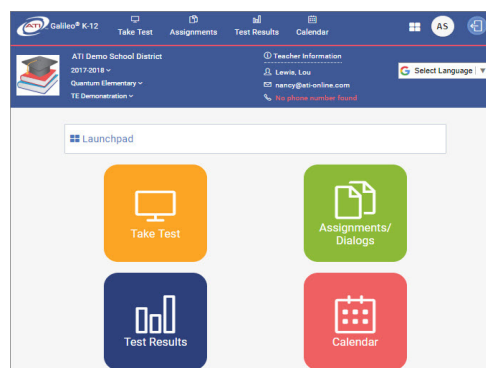 ATI Galileo® K-12
Take Test
Assignments
Test Results
Calendar
AS
ATI Demo School District
2017-2018
Quantum Elementary
TE Demonstration
Teacher Information
Lewis, Lou
nancy@ati-online.com
No phone number found
G Select Language ▼
Launchpad
Take Test
Assignments/
Dialogs
Test Results
Calendar